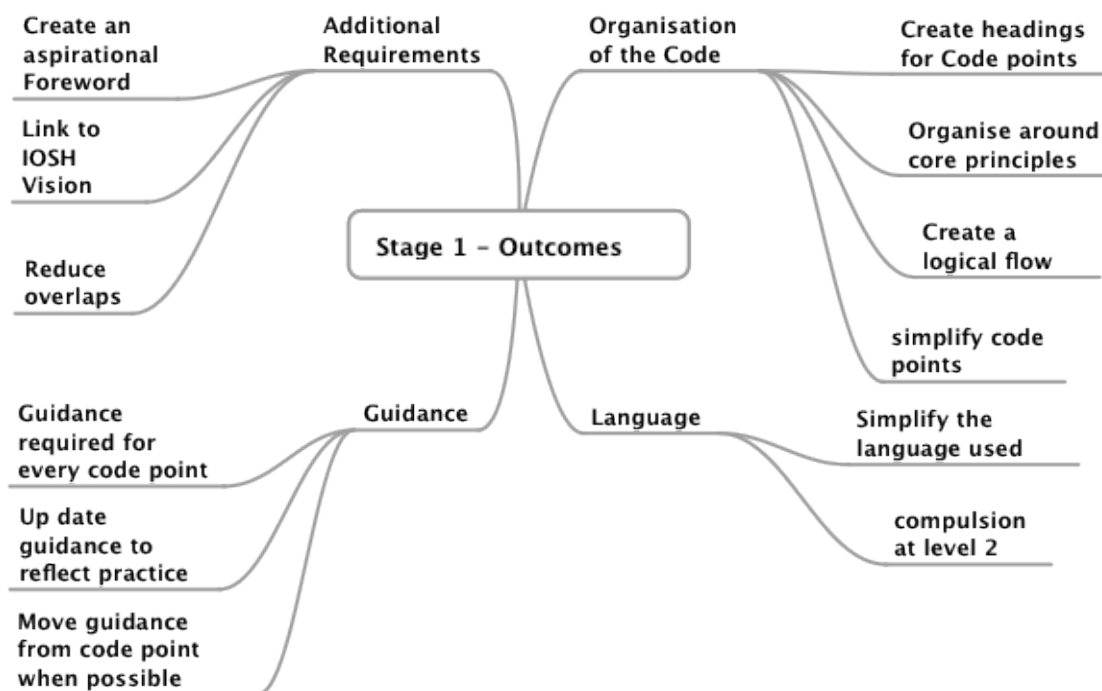 Create an
aspirational
Foreword
Link to
IOSH
Vision
Reduce
overlaps
Additional
Requirements
Organisation
of the Code
Create headings
for Code points
Organise around
core principles
Create a
logical flow
simplify code
points
Stage 1 – Outcomes
Guidance
Guidance
required for
every code point
Up date
guidance to
reflect practice
Move guidance
from code point
when possible
Language
Simplify the
language used
compulsion
at level 2